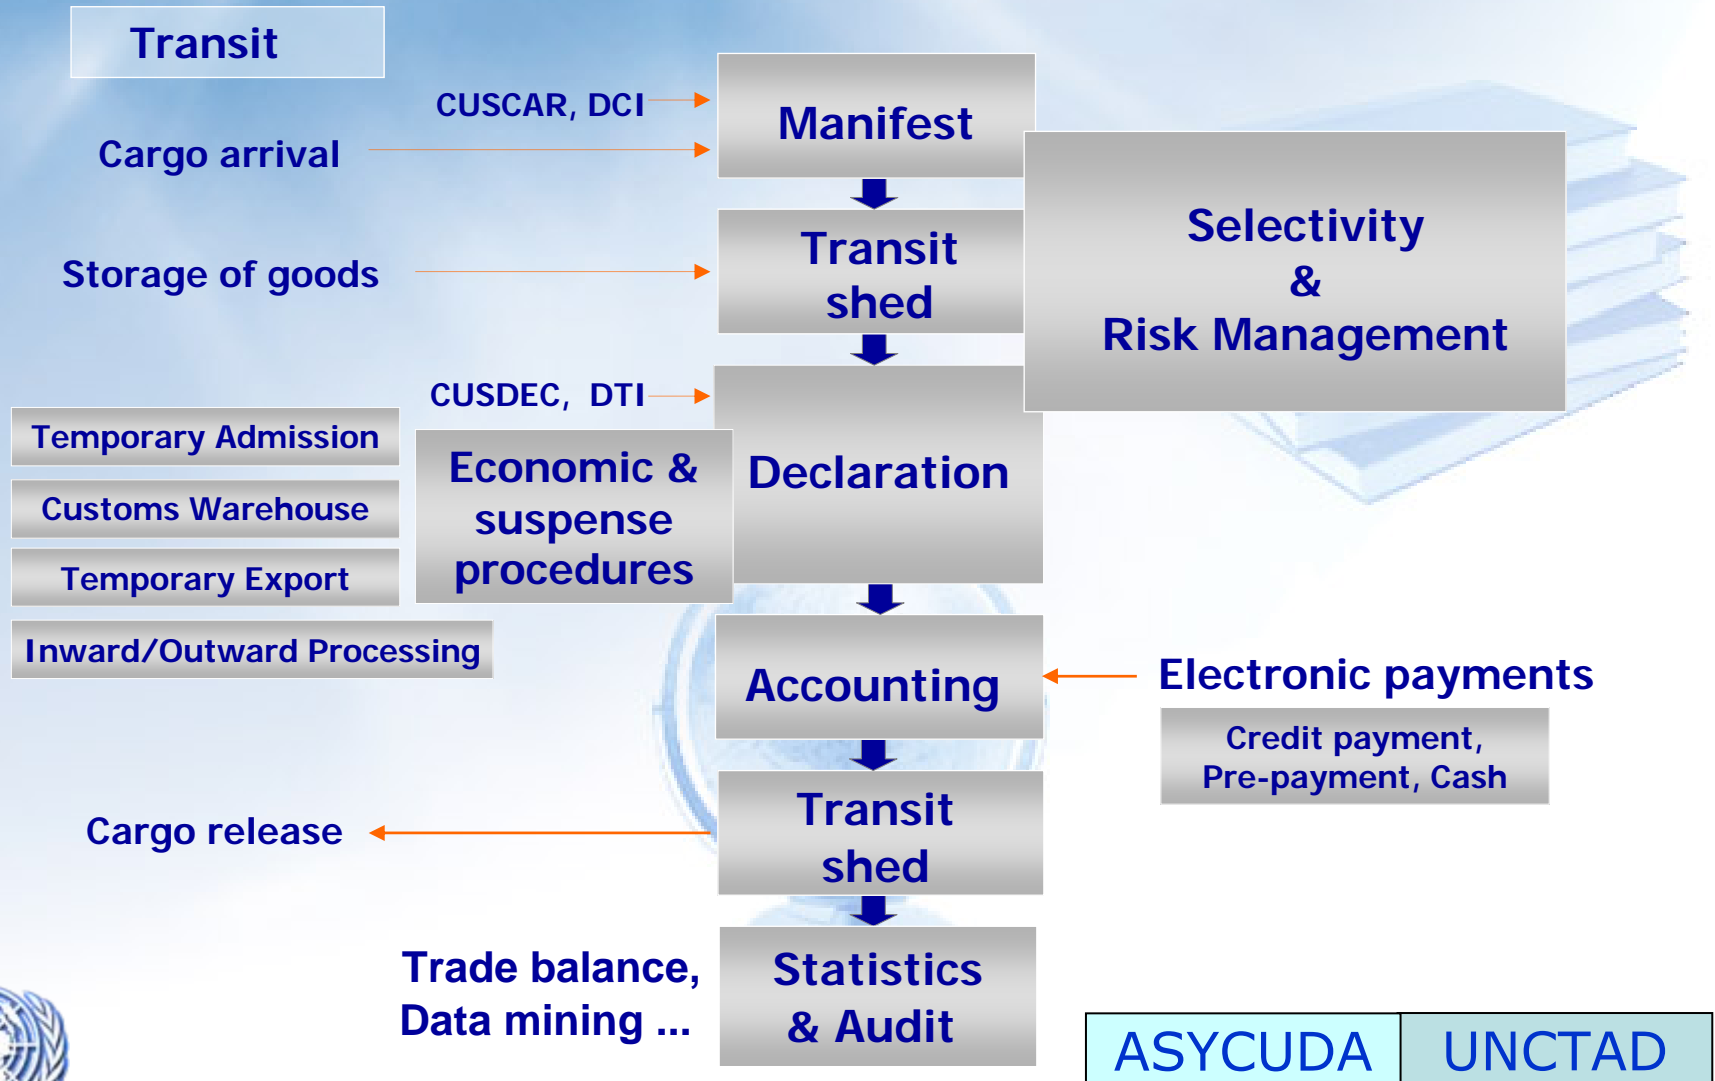 Transit
CUSCAR, DCI
Cargo arrival
Manifest
Selectivity
&
Risk Management
Storage of goods
Transit
shed
CUSDEC, DTI
Temporary Admission
Customs Warehouse
Temporary Export
Inward/Outward Processing
Economic &
suspense
procedures
Declaration
Accounting
Electronic payments
Credit payment,
Pre-payment, Cash
Cargo release
Transit
shed
Trade balance,
Data mining ...
Statistics
& Audit
ASYCUDA
UNCTAD